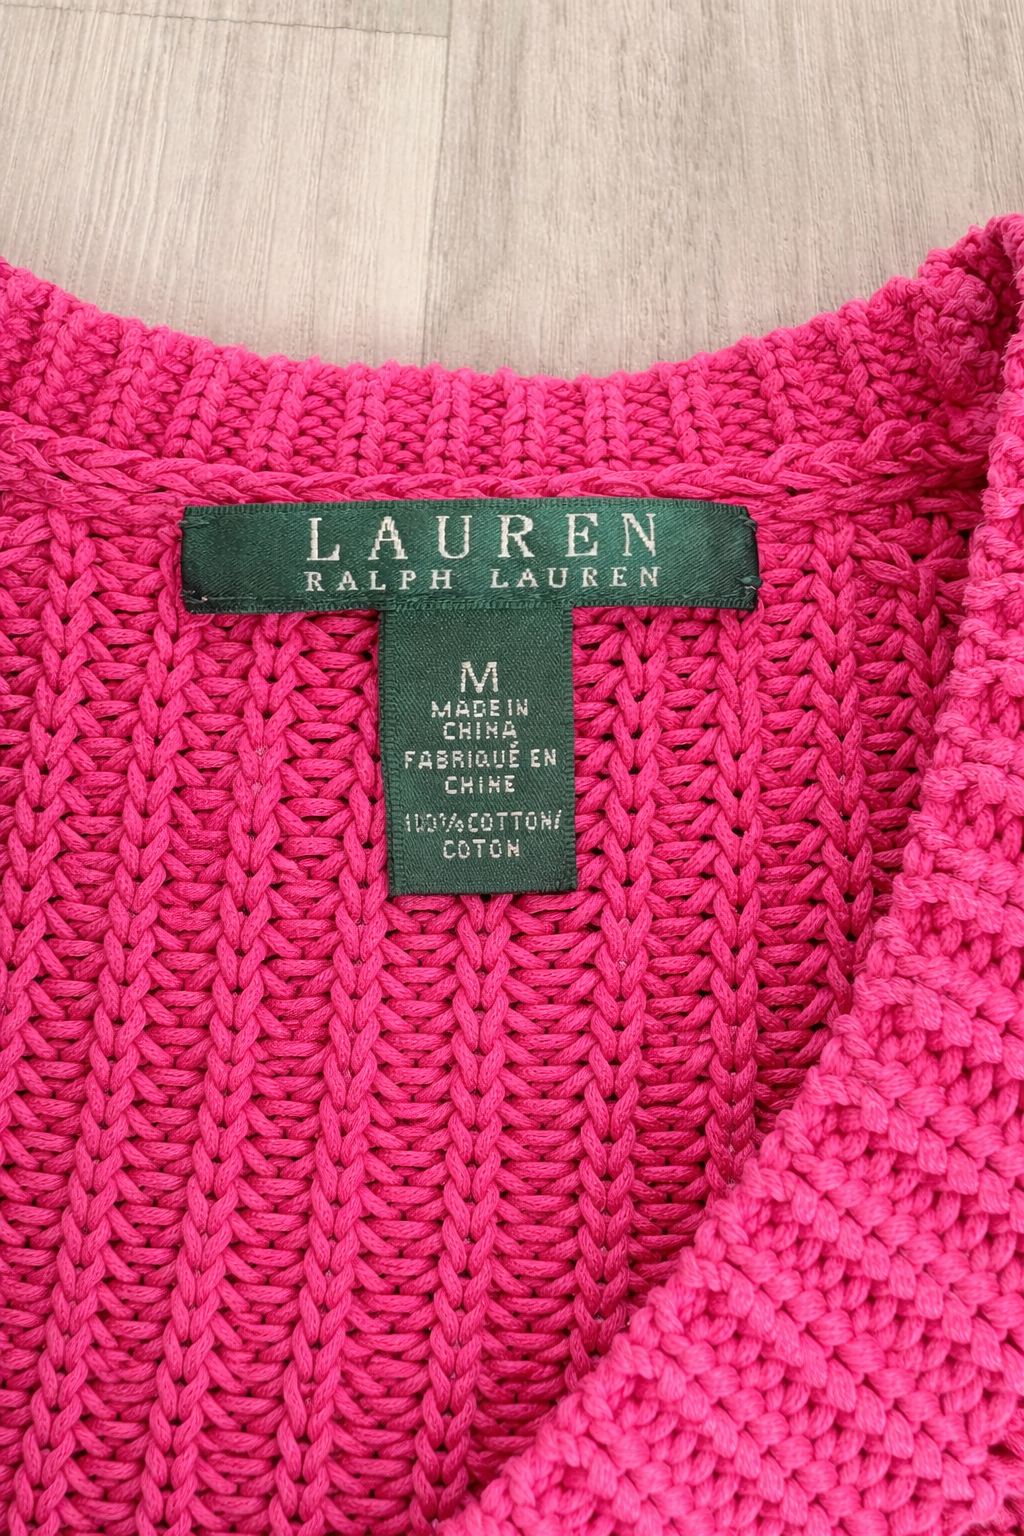 LAUREN
RALPH LAUREN
M
MADE IN
CHINA
FABRIQUÉ EN
CHINE
100% COTTON/
COTON